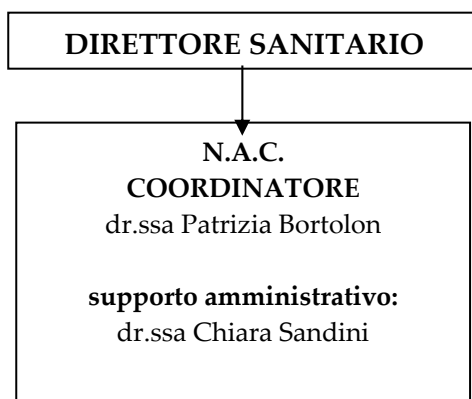 DIRETTORE SANITARIO
N.A.C.
COORDINATORE
dr.ssa Patrizia Bortolon
supporto amministrativo:
dr.ssa Chiara Sandini